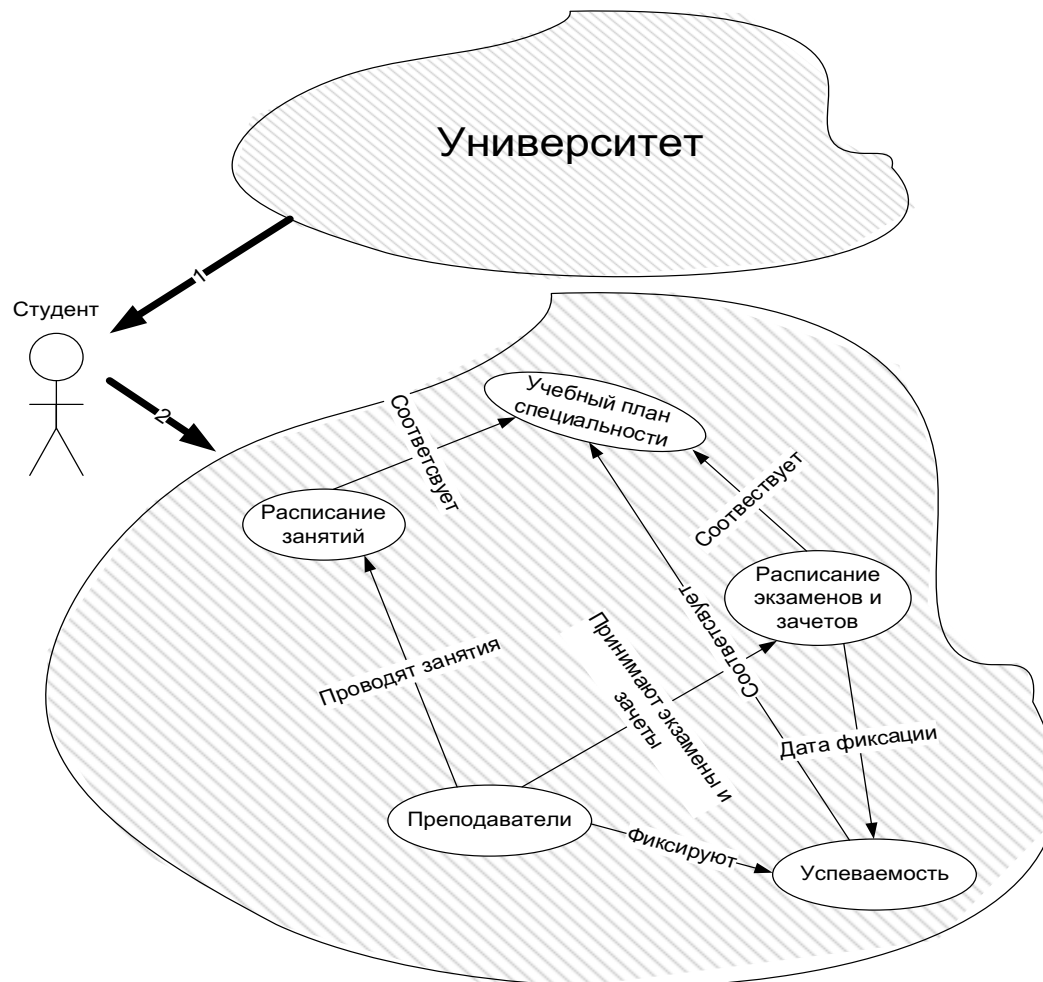 Университет
1
Студент
2
Учебный план
специальности
Соответсвует
Соотвествует
Расписание
занятий
Расписание
экзаменов и
зачетов
Соответсвует
Проводят занятия
Принимают экзамены и
зачеты
Дата фиксации
Преподаватели
Фиксируют
Успеваемость